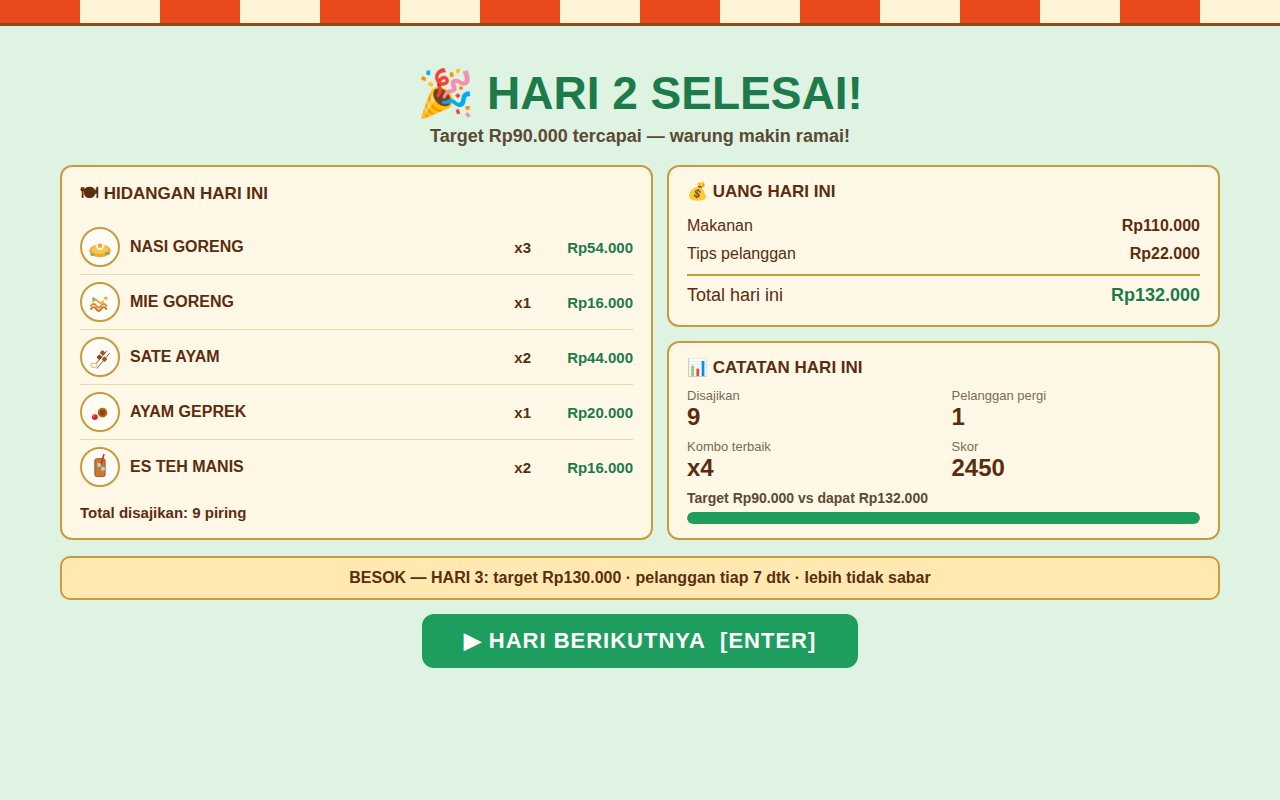 🎉 HARI 2 SELESAI!
Target Rp90.000 tercapai — warung makin ramai!
🍽 HIDANGAN HARI INI
NASI GORENG x3 Rp54.000
MIE GORENG x1 Rp16.000
SATE AYAM x2 Rp44.000
AYAM GEPREK x1 Rp20.000
ES TEH MANIS x2 Rp16.000
Total disajikan: 9 piring
💰 UANG HARI INI
Makanan Rp110.000
Tips pelanggan Rp22.000
Total hari ini Rp132.000
📊 CATATAN HARI INI
Disajikan Pelanggan pergi
9 1
Kombo terbaik Skor
x4 2450
Target Rp90.000 vs dapat Rp132.000
BESOK — HARI 3: target Rp130.000 · pelanggan tiap 7 dtk · lebih tidak sabar
▶ HARI BERIKUTNYA [ENTER]